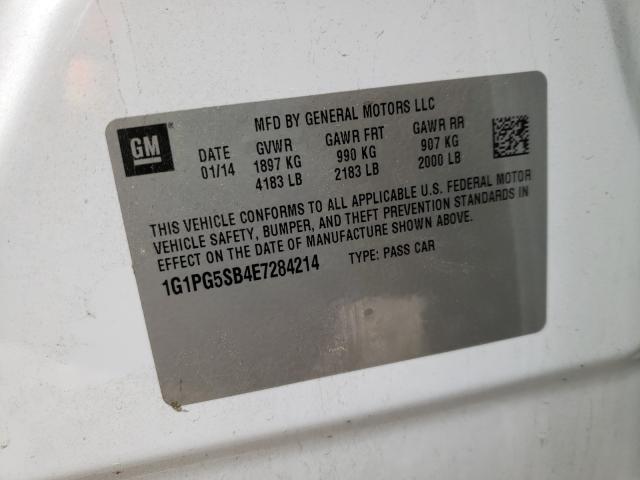 MFD BY GENERAL MOTORS LLC
GM®
DATE GVWR GAWR FRT GAWR RR
01/14 1897 KG 990 KG 907 KG
4183 LB 2183 LB 2000 LB
THIS VEHICLE CONFORMS TO ALL APPLICABLE U.S. FEDERAL MOTOR
VEHICLE SAFETY, BUMPER, AND THEFT PREVENTION STANDARDS IN
EFFECT ON THE DATE OF MANUFACTURE SHOWN ABOVE.
1G1PG5SB4E7284214 TYPE: PASS CAR